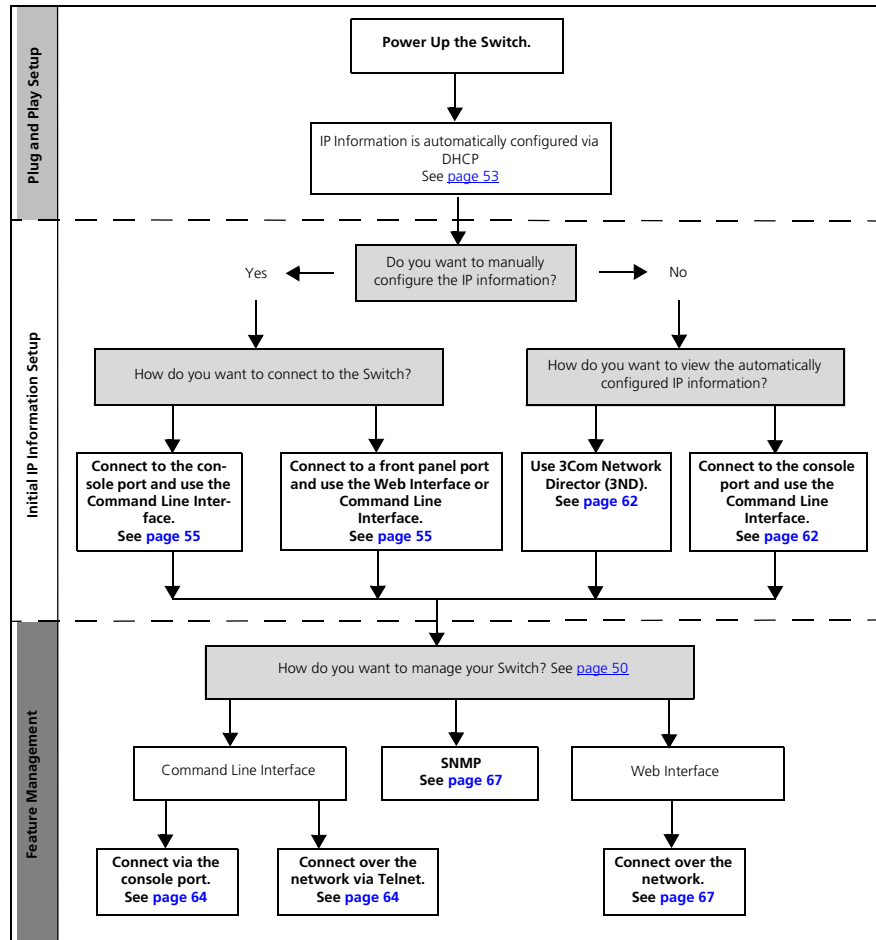 Plug and Play Setup
Power Up the Switch.
IP Information is automatically configured via
DHCP
See page 53
Initial IP Information Setup
Do you want to manually
configure the IP information?
Yes
No
How do you want to connect to the Switch?
How do you want to view the automatically
configured IP information?
Connect to the con-
sole port and use the
Command Line Inter-
face.
See page 55
Connect to a front panel port
and use the Web Interface or
Command Line
Interface.
See page 55
Use 3Com Network
Director (3ND).
See page 62
Connect to the console
port and use the
Command Line
Interface.
See page 62
Feature Management
How do you want to manage your Switch? See page 50
Command Line Interface
SNMP
See page 67
Web Interface
Connect via the
console port.
See page 64
Connect over the
network via Telnet.
See page 64
Connect over the
network.
See page 67